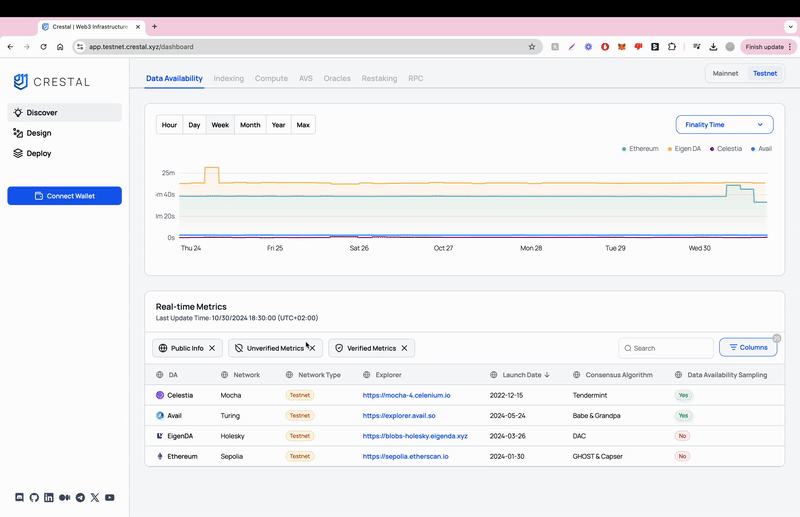 Crestal | Web3 Infrastructur
app.testnet.crestal.xyz/dashboard
Finish update
CRESTAL
Discover
Design
Deploy
Connect Wallet
Data Availability Indexing Compute AVS Oracles Restaking RPC
Mainnet Testnet
Hour Day Week Month Year Max
Finality Time
Ethereum Eigen DA Celestia Avail
25m
m 40s
m 20s
0s
Thu 24 Fri 25 Sat 26 Oct 27 Mon 28 Tue 29 Wed 30
Real-time Metrics
Last Update Time: 10/30/2024 18:30:00 (UTC+02:00)
Public Info Unverified Metrics Verified Metrics
Search
Columns
DA Network Network Type Explorer Launch Date Consensus Algorithm Data Availability Sampling
Celestia Mocha Testnet https://mocha-4.celenium.io 2022-12-15 Tendermint Yes
Avail Turing Testnet https://explorer.avail.so 2024-05-24 Babe & Grandpa Yes
EigenDA Holesky Testnet https://blobs-holesky.eigenda.xyz 2024-03-26 DAC No
Ethereum Sepolia Testnet https://sepolia.etherscan.io 2024-01-30 GHOST & Capser No